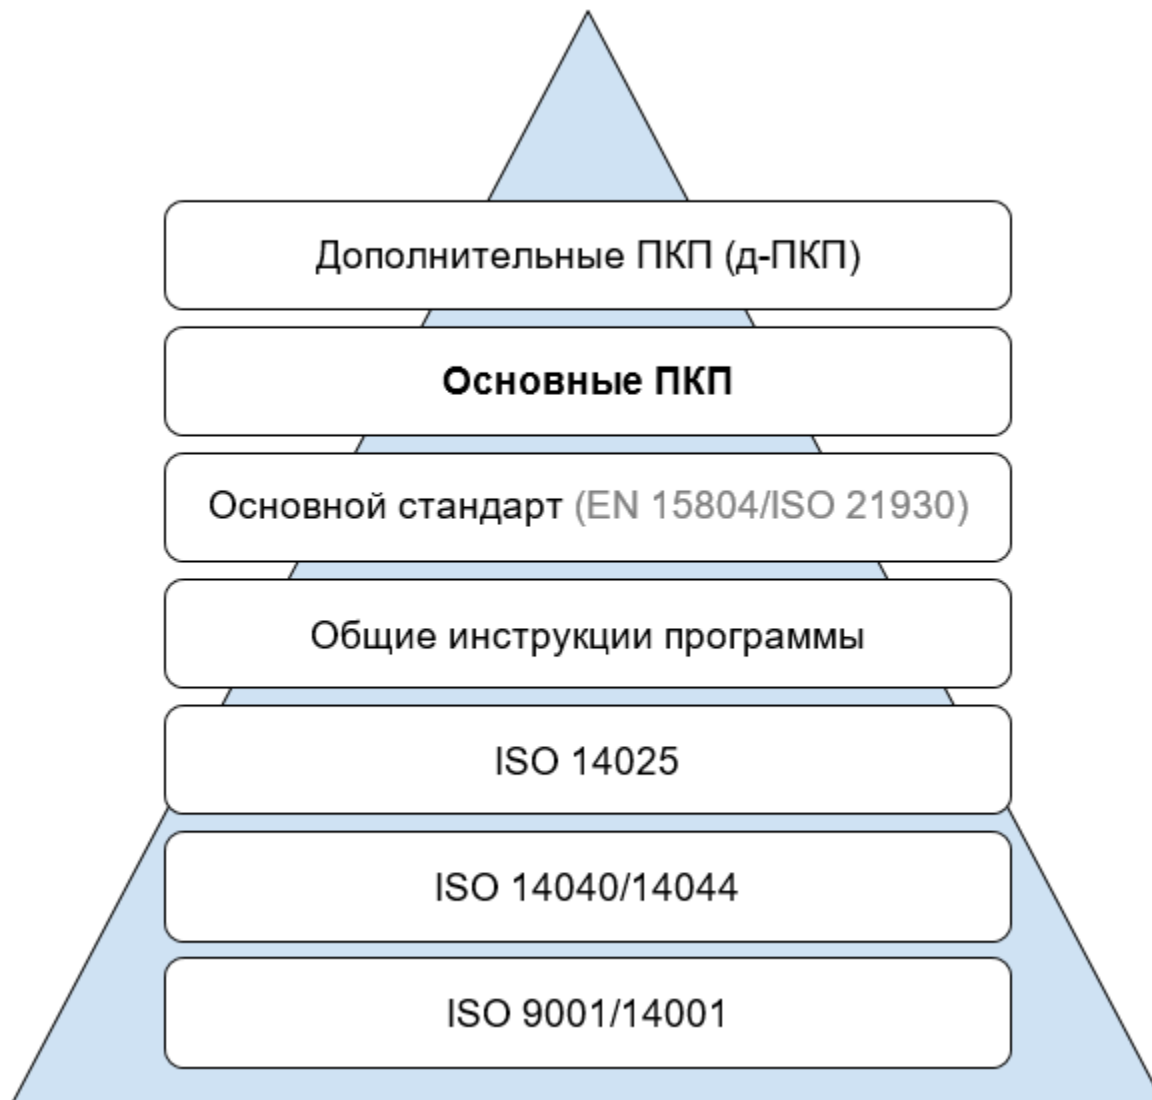 Дополнительные ПКП (д-ПКП)
Основные ПКП
Основной стандарт (EN 15804/ISO 21930)
Общие инструкции программы
ISO 14025
ISO 14040/14044
ISO 9001/14001